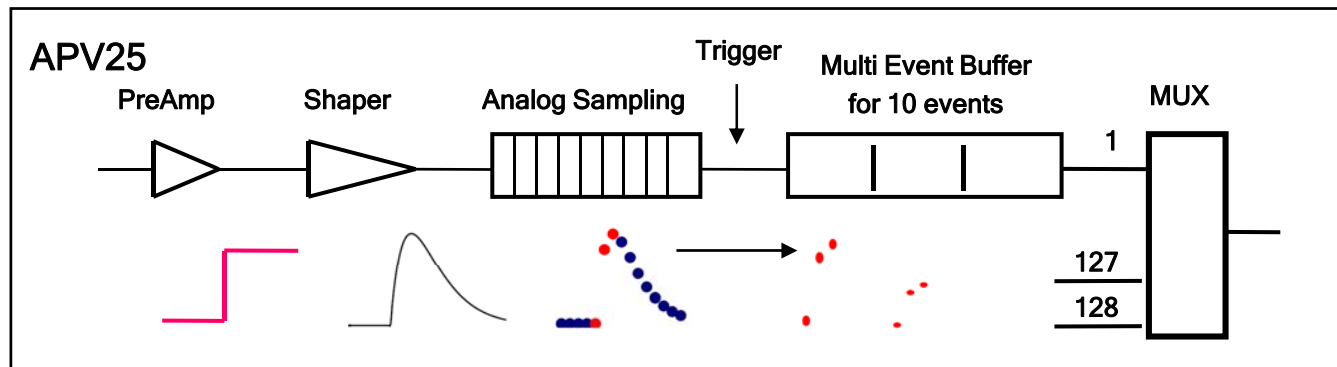 APV25
PreAmp
Shaper
Analog Sampling
Trigger
Multi Event Buffer
for 10 events
MUX
1
127
128